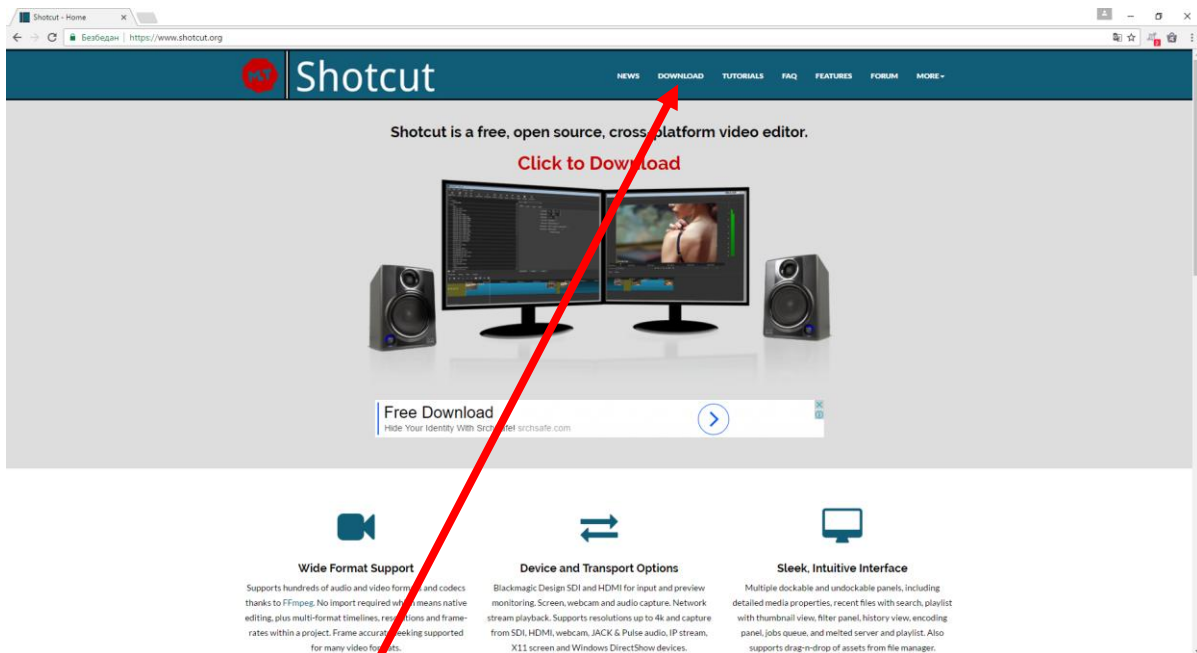 Shotcut - Home
Безбедан | https://www.shotcut.org
Shotcut
NEWS DOWNLOAD TUTORIALS FAQ FEATURES FORUM MORE
Shotcut is a free, open source, cross-platform video editor.
Click to Download
Free Download
Hide Your Identity With srchsafe.com
Wide Format Support
Supports hundreds of audio and video formats and codecs
thanks to FFmpeg. No import required which means native
editing, plus multi-format timelines, resolutions and frame-
rates within a project. Frame accurate seeking supported
for many video formats.
Device and Transport Options
Blackmagic Design SDI and HDMI for input and preview
monitoring. Screen, webcam and audio capture. Network
stream playback. Supports resolutions up to 4k and capture
from SDI, HDMI, webcam, JACK & Pulse audio, IP stream,
X11 screen and Windows DirectShow devices.
Sleek, Intuitive Interface
Multiple dockable and undockable panels, including
detailed media properties, recent files with search, playlist
with thumbnail view, filter panel, history view, encoding
panel, jobs queue, and melted server and playlist. Also
supports drag-n-drop of assets from file manager.